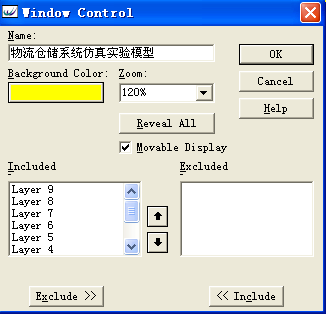 Window Control
Name:
物流仓储系统仿真实验模型
OK
Background Color:
Zoom:
Cancel
120%
Help
Reveal All
Movable Display
Included
Excluded
Layer 9
Layer 8
Layer 7
Layer 6
Layer 5
Layer 4
Exclude >>
<< Include